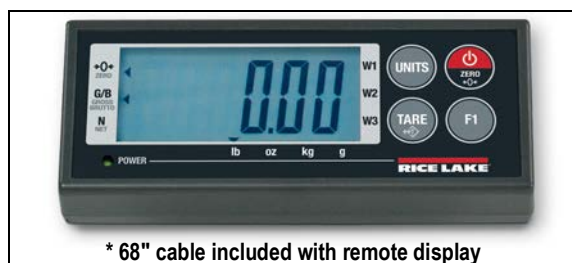 →0←
ZERO
G/B
GROSS
BRUTTO
N
NET
0.00
W1
W2
W3
lb oz kg g
POWER
UNITS
ZERO
→0←
TARE
F1
RICE LAKE
* 68" cable included with remote display